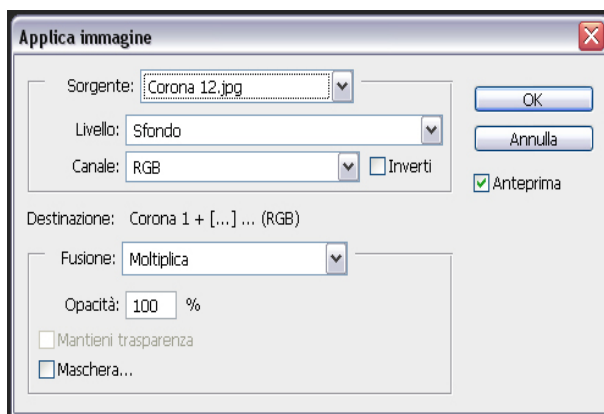 Applica immagine
Sorgente: Corona 12.jpg
OK
Livello: Sfondo
Annulla
Canale: RGB Inverti
Anteprima
Destinazione: Corona 1 + [...] ... (RGB)
Fusione: Moltiplica
Opacità: 100 %
Mantieni trasparenza
Maschera...